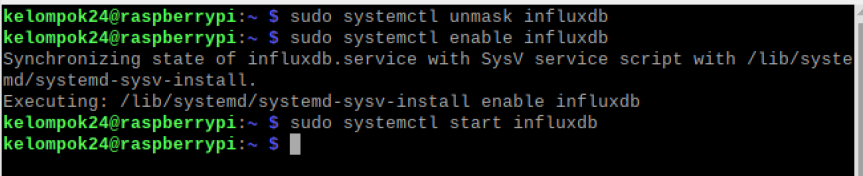 kelompok24@raspberrypi:~ $ sudo systemctl unmask influxdb
kelompok24@raspberrypi:~ $ sudo systemctl enable influxdb
Synchronizing state of influxdb.service with SysV service script with /lib/syste
md/systemd-sysv-install.
Executing: /lib/systemd/systemd-sysv-install enable influxdb
kelompok24@raspberrypi:~ $ sudo systemctl start influxdb
kelompok24@raspberrypi:~ $